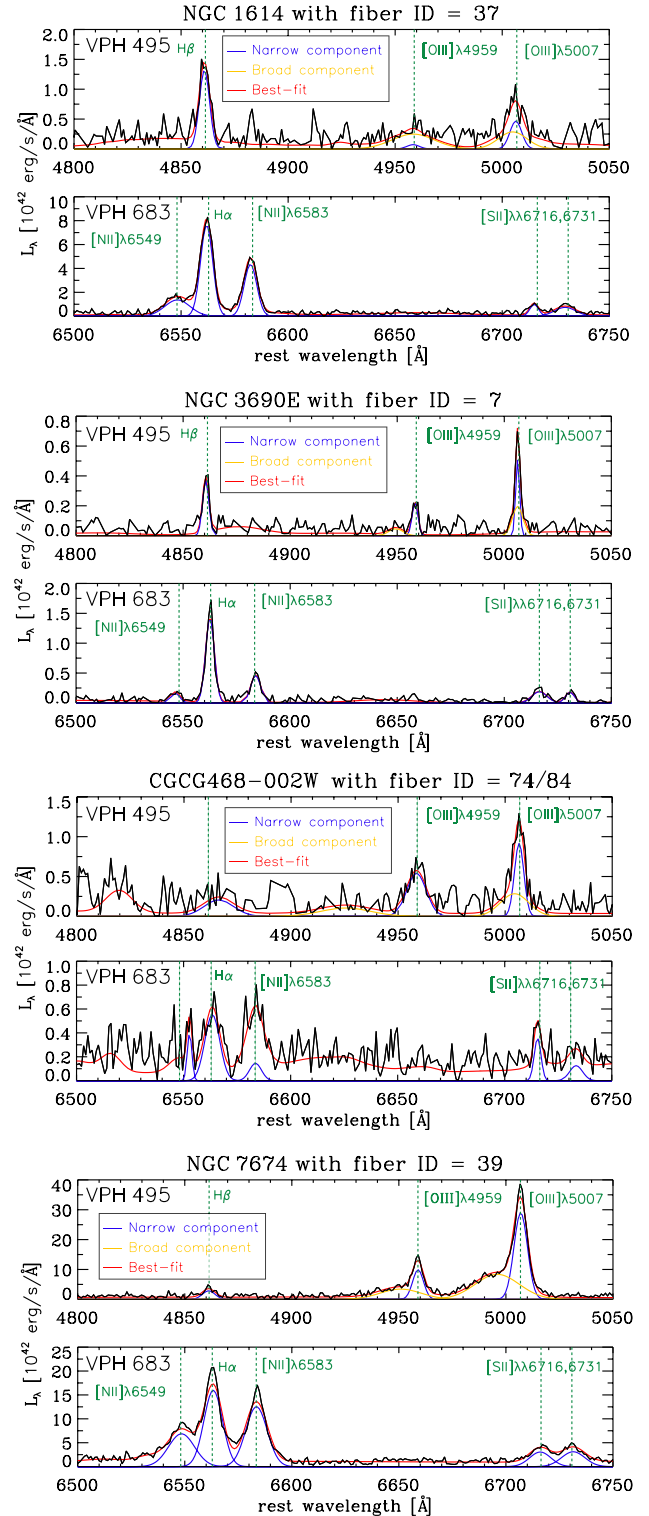 NGC 1614 with fiber ID = 37
VPH 495
Hβ
Narrow component
Broad component
Best-fit
[OIII]λ4959
[OIII]λ5007
2.0
1.5
1.0
0.5
0.0
4800 4850 4900 4950 5000 5050
VPH 683
[NII]λ6549
Hα
[NII]λ6583
[SII]λλ6716,6731
10
8
6
4
2
0
6500 6550 6600 6650 6700 6750
rest wavelength [Å]
Lλ [10^42 erg/s/Å]
NGC 3690E with fiber ID = 7
VPH 495
Hβ
Narrow component
Broad component
Best-fit
[OIII]λ4959
[OIII]λ5007
0.8
0.6
0.4
0.2
0.0
4800 4850 4900 4950 5000 5050
VPH 683
[NII]λ6549
Hα
[NII]λ6583
[SII]λλ6716,6731
2.0
1.5
1.0
0.5
0.0
6500 6550 6600 6650 6700 6750
rest wavelength [Å]
Lλ [10^42 erg/s/Å]
CGCG468-002W with fiber ID = 74/84
VPH 495
Narrow component
Broad component
Best-fit
[OIII]λ4959
[OIII]λ5007
1.5
1.0
0.5
0.0
4800 4850 4900 4950 5000 5050
VPH 683
Hα
[NII]λ6583
[SII]λλ6716,6731
1.0
0.8
0.6
0.4
0.2
0.0
6500 6550 6600 6650 6700 6750
rest wavelength [Å]
Lλ [10^42 erg/s/Å]
NGC 7674 with fiber ID = 39
VPH 495
Hβ
Narrow component
Broad component
Best-fit
[OIII]λ4959
[OIII]λ5007
40
30
20
10
0
4800 4850 4900 4950 5000 5050
VPH 683
[NII]λ6549
Hα
[NII]λ6583
[SII]λλ6716,6731
25
20
15
10
5
0
6500 6550 6600 6650 6700 6750
rest wavelength [Å]
Lλ [10^42 erg/s/Å]